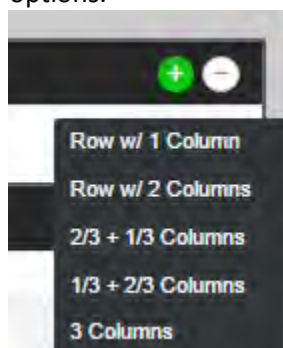 options:
Row w/ 1 Column
Row w/ 2 Columns
2/3 + 1/3 Columns
1/3 + 2/3 Columns
3 Columns